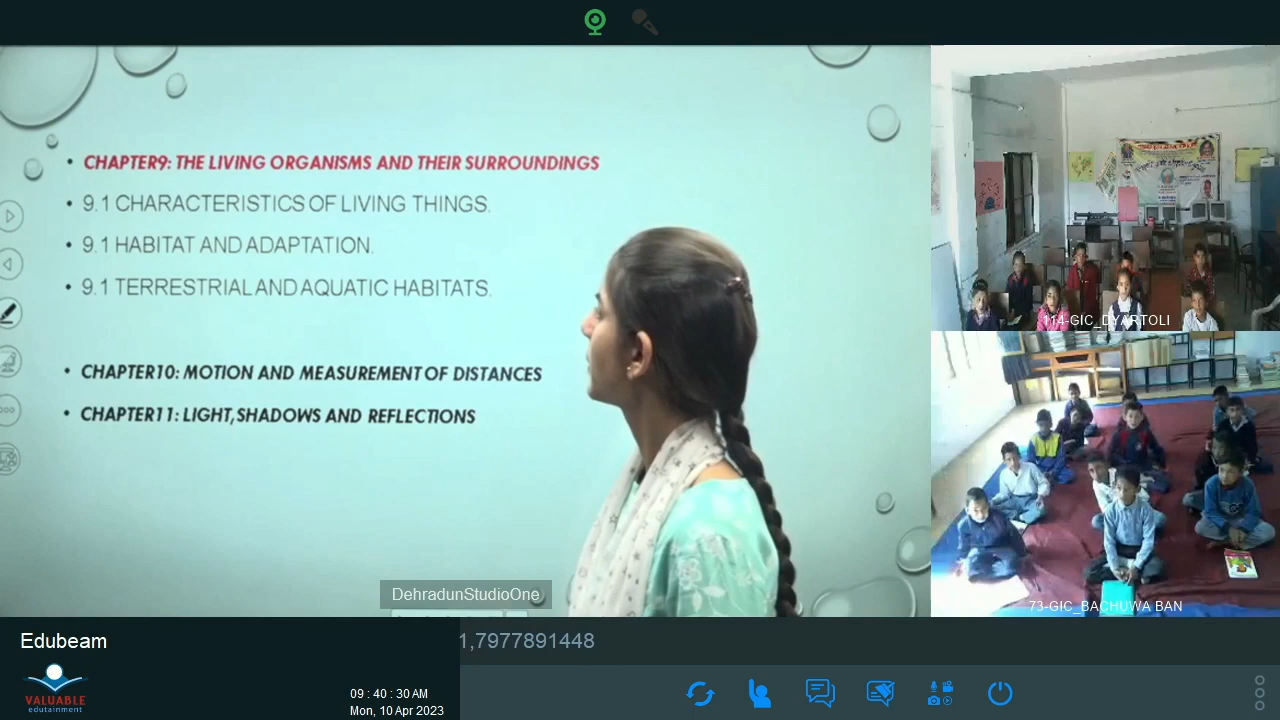 CHAPTER9: THE LIVING ORGANISMS AND THEIR SURROUNDINGS
9.1 CHARACTERISTICS OF LIVING THINGS.
9.1 HABITAT AND ADAPTATION.
9.1 TERRESTRIAL AND AQUATIC HABITATS.
CHAPTER10: MOTION AND MEASUREMENT OF DISTANCES
CHAPTER11: LIGHT, SHADOWS AND REFLECTIONS
114-GIC_DYARTOLI
73-GIC_BACHUWA BAN
DehradunStudioOne
Edubeam
1,7977891448
VALUABLE
edutainment
09 : 40 : 30 AM
Mon, 10 Apr 2023